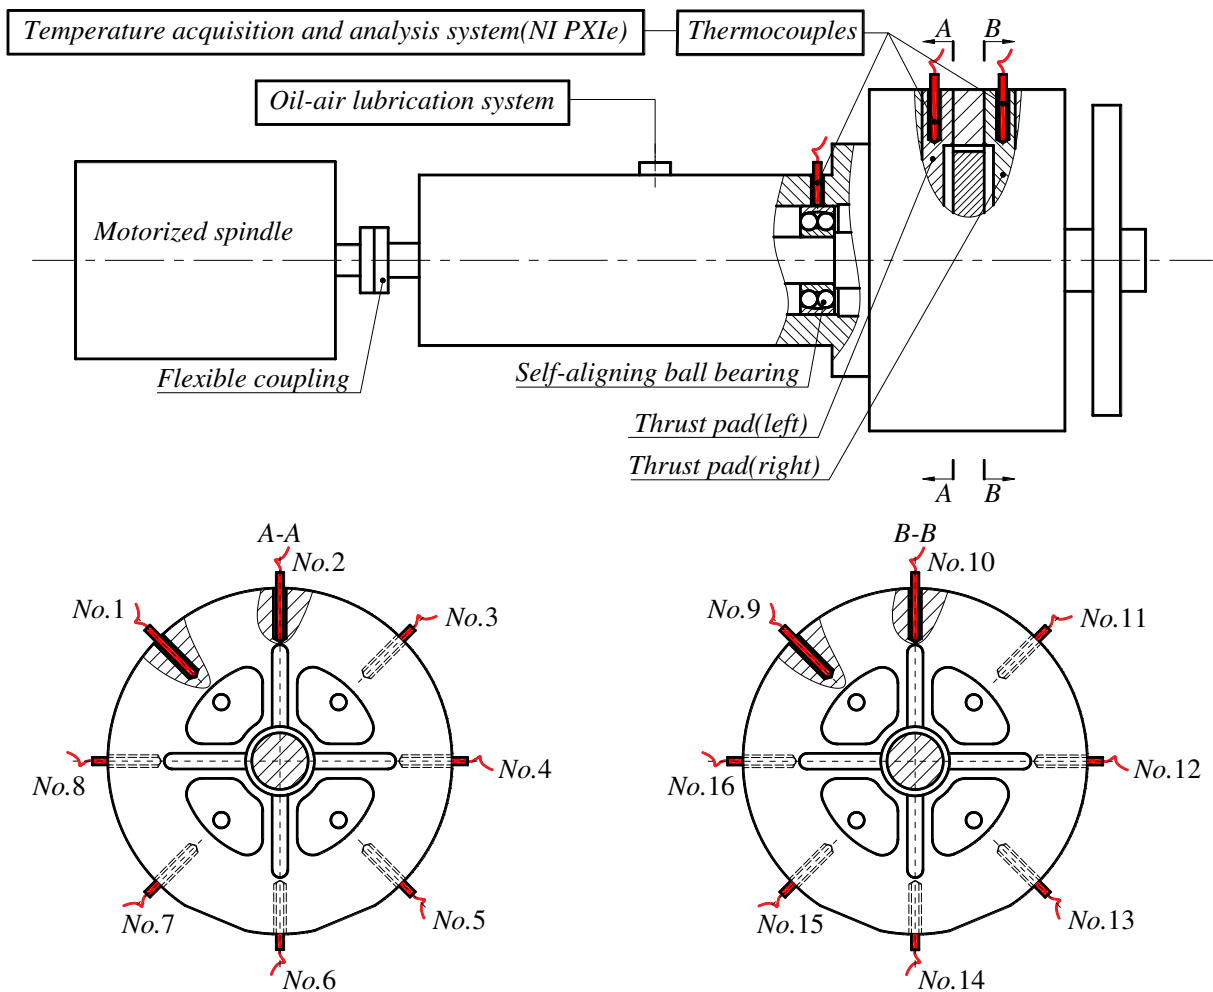 Temperature acquisition and analysis system(NI PXIe)
Thermocouples
A
B
Oil-air lubrication system
Motorized spindle
Flexible coupling
Self-aligning ball bearing
Thrust pad(left)
Thrust pad(right)
A
B
A-A
No.2
No.1
No.3
No.8
No.4
No.7
No.5
No.6
B-B
No.10
No.9
No.11
No.16
No.12
No.15
No.13
No.14